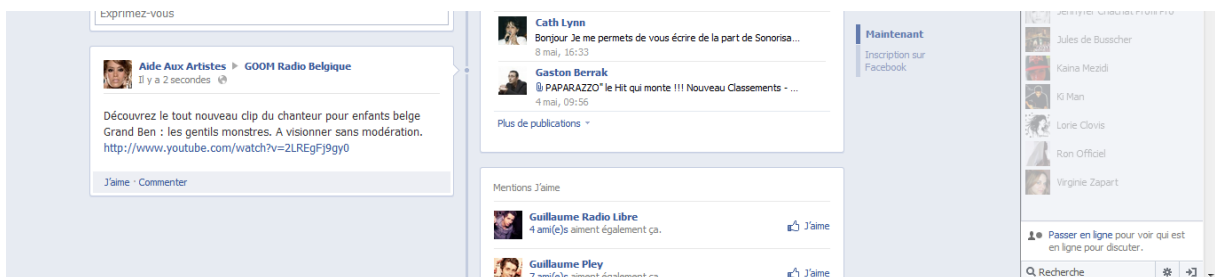 Exprimez-vous
Aide Aux Artistes ▶ GOOM Radio Belgique
Il y a 2 secondes
Découvrez le tout nouveau clip du chanteur pour enfants belge
Grand Ben : les gentils monstres. A visionner sans modération.
http://www.youtube.com/watch?v=2LREgFj9gy0
J'aime · Commenter
Cath Lynn
Bonjour Je me permets de vous écrire de la part de Sonorisa...
8 mai, 16:33
Gaston Berrak
PAPARAZZO" le Hit qui monte !!! Nouveau Classements - ...
4 mai, 09:56
Plus de publications
Mentions J'aime
Guillaume Radio Libre
4 ami(e)s aiment également ça.
J'aime
Guillaume Pley
7 ami(e)s aiment également ça.
J'aime
Maintenant
Inscription sur
Facebook
Jules de Busscher
Kaina Mezidi
Ki Man
Lorie Clovis
Ron Officiel
Virginie Zapart
Passer en ligne pour voir qui est
en ligne pour discuter.
Recherche